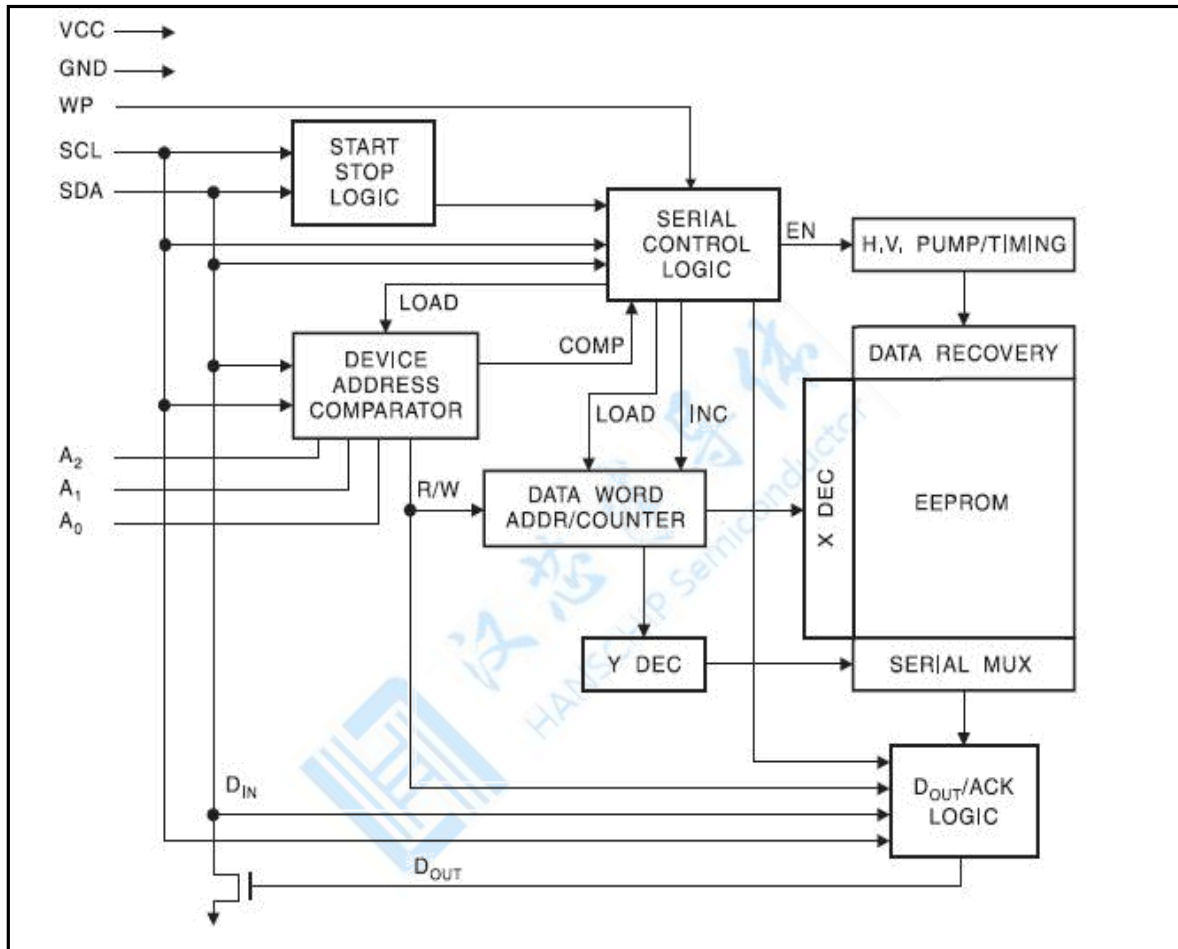 VCC
GND
WP
SCL
SDA
START
STOP
LOGIC
SERIAL
CONTROL
LOGIC
EN
H.V. PUMP/TIMING
LOAD
COMP
DEVICE
ADDRESS
COMPARATOR
DATA RECOVERY
LOAD
INC
A2
A1
A0
R/W
DATA WORD
ADDR/COUNTER
X DEC
EEPROM
Y DEC
SERIAL MUX
DIN
DOUT/ACK
LOGIC
DOUT
HANSCHIP Semiconductor